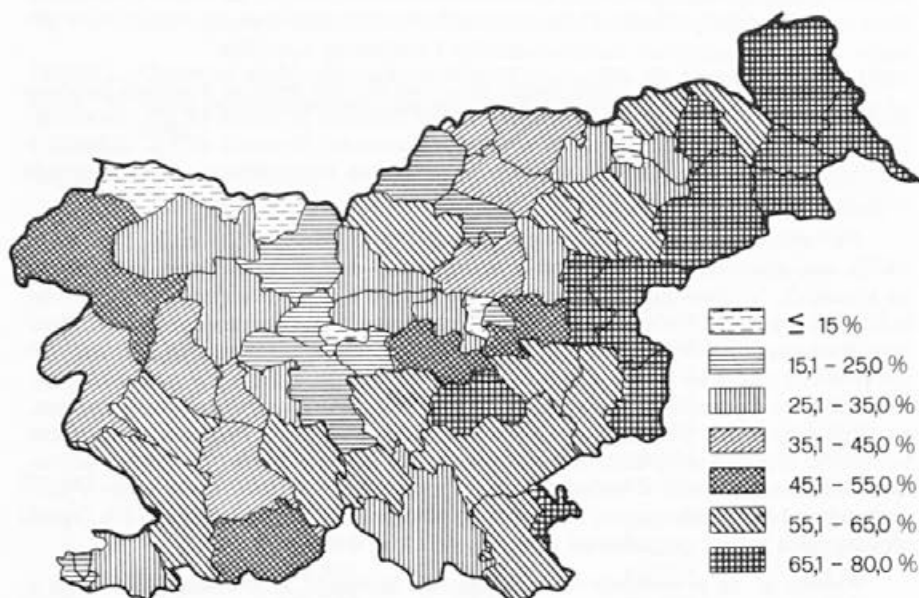 ≤ 15 %
15,1 – 25,0 %
25,1 – 35,0 %
35,1 – 45,0 %
45,1 – 55,0 %
55,1 – 65,0 %
65,1 – 80,0 %